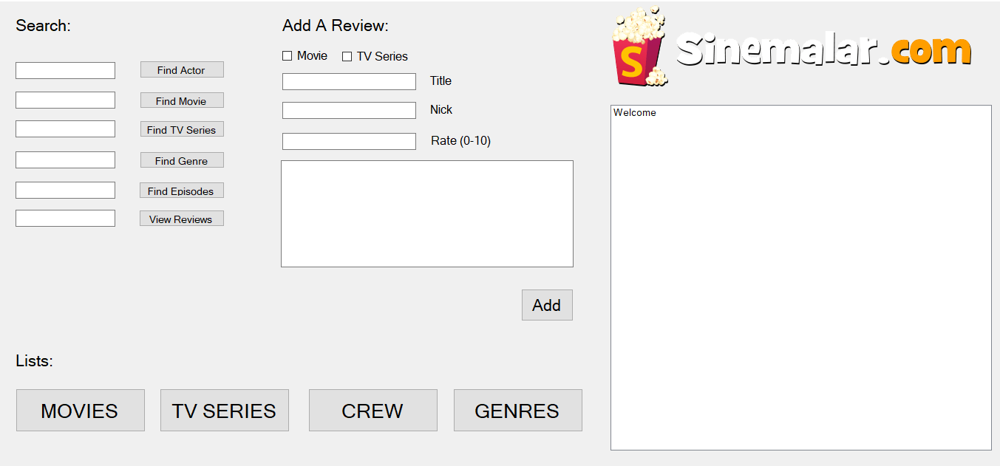 Search:
Find Actor
Find Movie
Find TV Series
Find Genre
Find Episodes
View Reviews
Add A Review:
Movie TV Series
Title
Nick
Rate (0-10)
Add
S
Sinemalar.com
Welcome
Lists:
MOVIES TV SERIES CREW GENRES